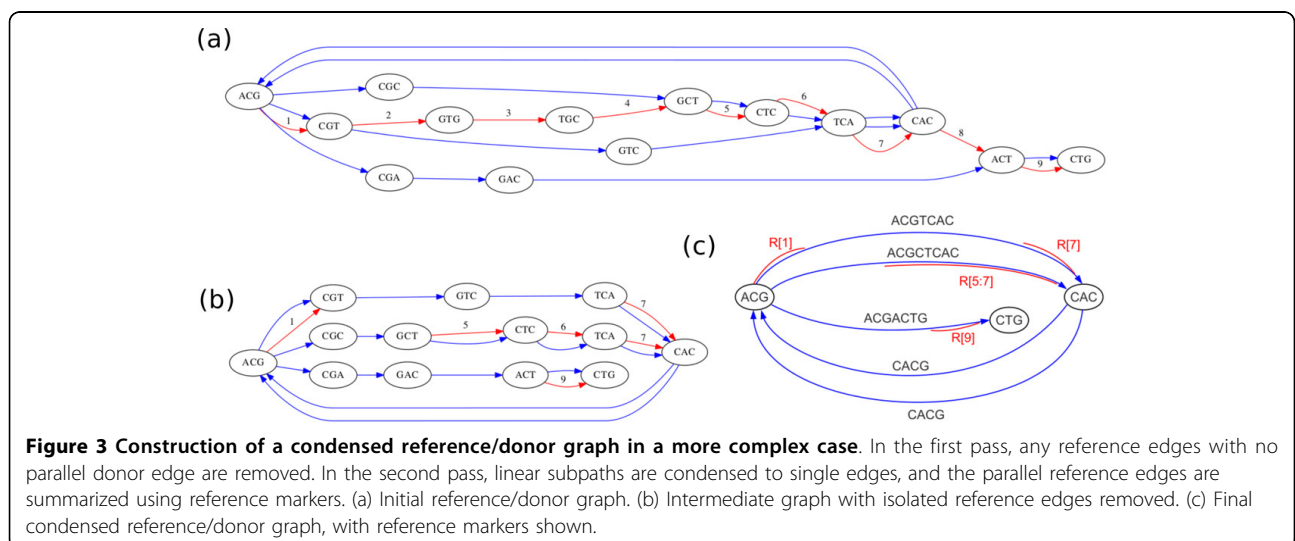 (a)
ACG
CGC
1
CGT
2
GTG
3
TGC
4
GCT
5
CTC
6
TCA
7
CAC
8
GTC
CGA
GAC
ACT
9
CTG
(b)
ACG
1
CGT
GTC
TCA
7
CGC
GCT
5
CTC
6
TCA
7
CAC
CGA
GAC
ACT
9
CTG
(c)
ACGTCAC
R[1]
R[7]
ACGCTCAC
R[5:7]
ACG
CAC
ACGACTG
CTG
R[9]
CACG
CACG
Figure 3 Construction of a condensed reference/donor graph in a more complex case. In the first pass, any reference edges with no
parallel donor edge are removed. In the second pass, linear subpaths are condensed to single edges, and the parallel reference edges are
summarized using reference markers. (a) Initial reference/donor graph. (b) Intermediate graph with isolated reference edges removed. (c) Final
condensed reference/donor graph, with reference markers shown.